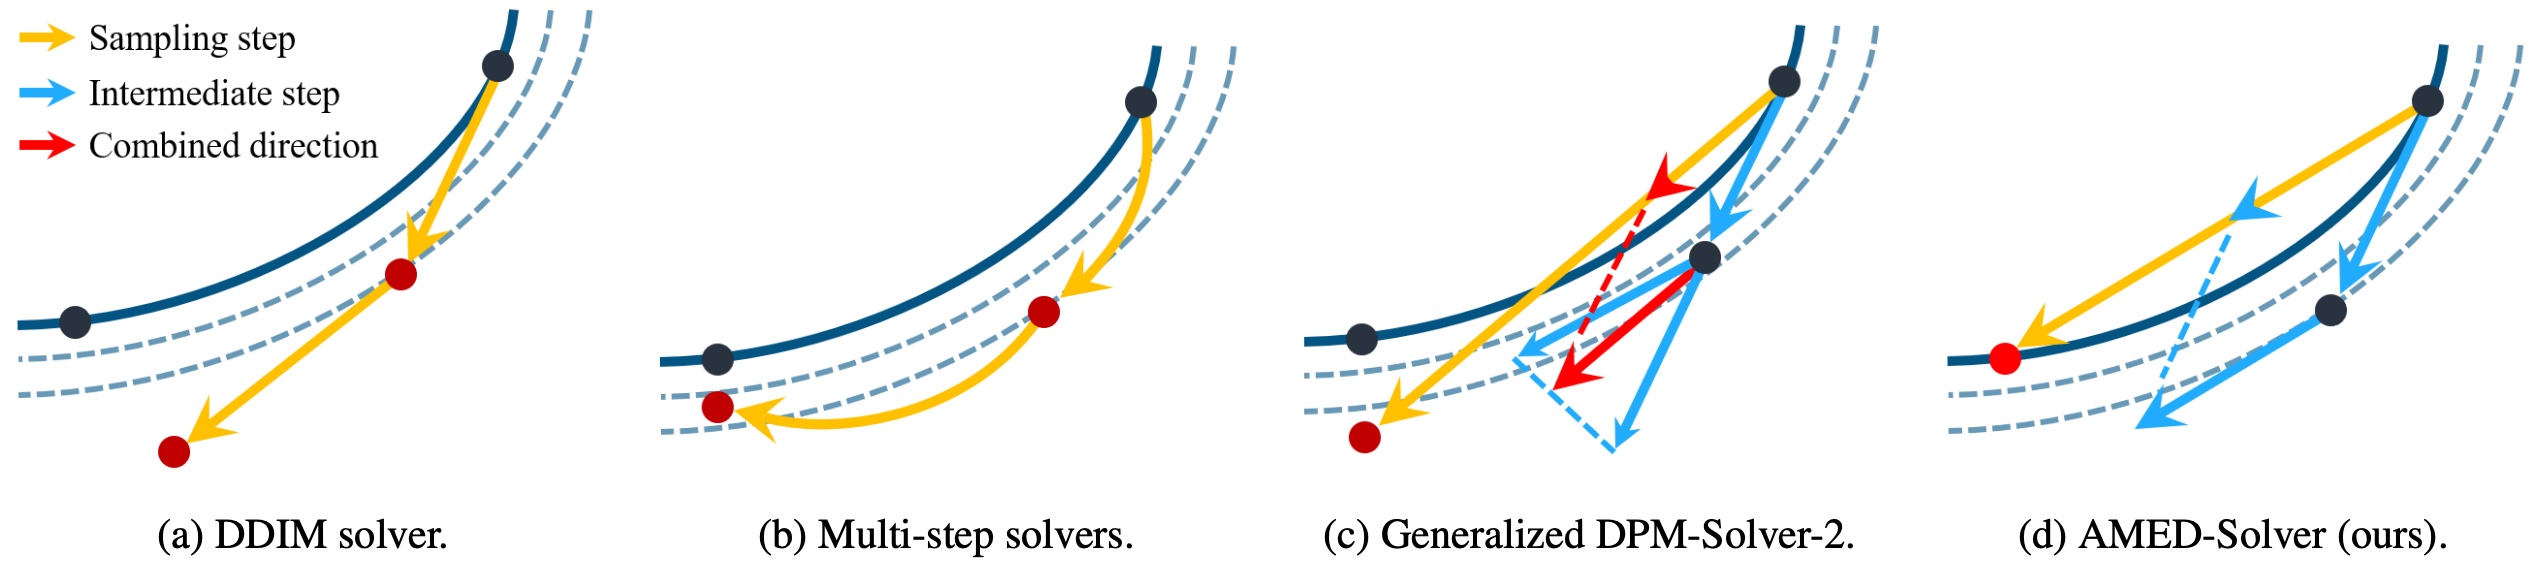 Sampling step
Intermediate step
Combined direction
(a) DDIM solver.
(b) Multi-step solvers.
(c) Generalized DPM-Solver-2.
(d) AMED-Solver (ours).